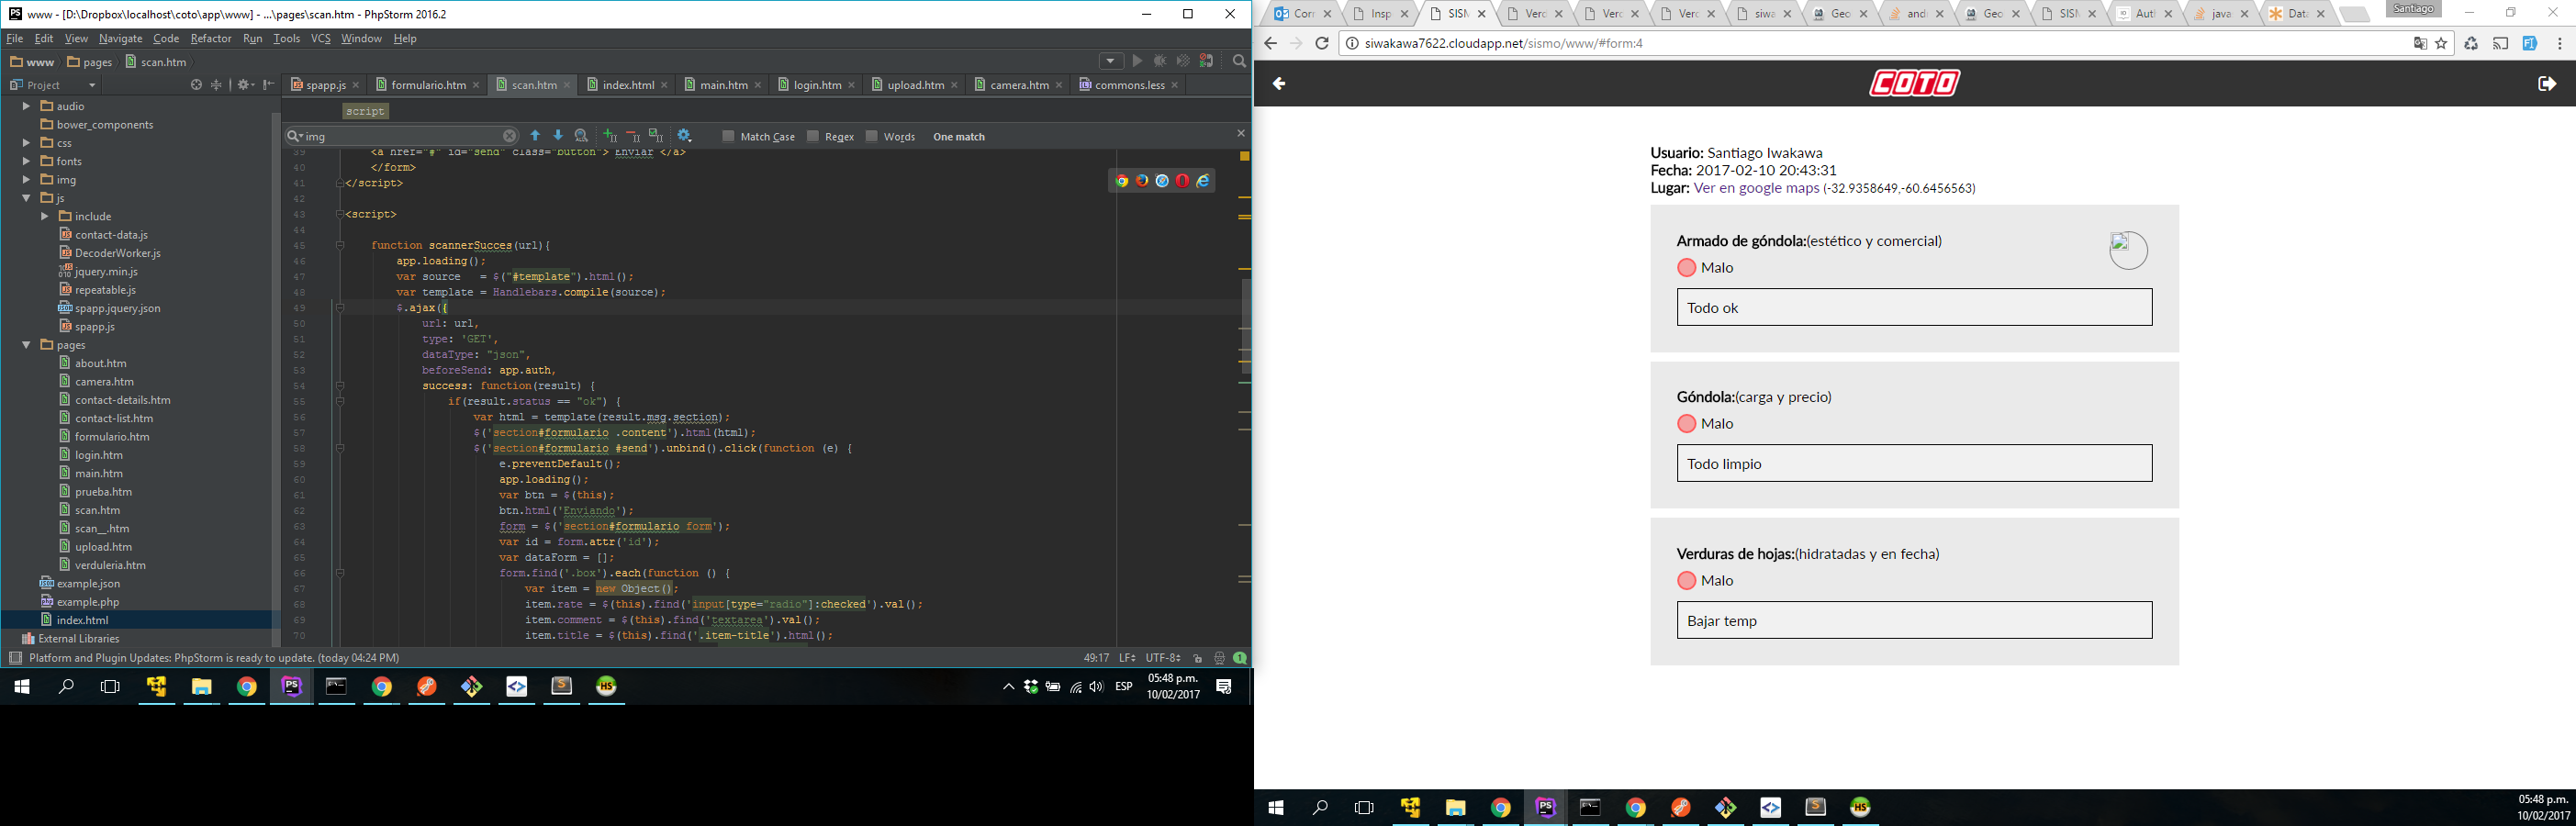 www - [D:\Dropbox\localhost\coto\app\www] - ...\pages\scan.htm - PhpStorm 2016.2
File Edit View Navigate Code Refactor Run Tools VCS Window Help
www pages scan.htm
Project
spapp.js formulario.htm scan.htm index.html main.htm login.htm upload.htm camera.htm commons.less
audio
bower_components
css
fonts
img
js
include
contact-data.js
DecoderWorker.js
jquery.min.js
repeatable.js
spapp.jquery.json
spapp.js
pages
about.htm
camera.htm
contact-details.htm
contact-list.htm
formulario.htm
login.htm
main.htm
prueba.htm
scan.htm
scan__.htm
upload.htm
verduleria.htm
example.json
example.php
index.html
External Libraries
script
img
Match Case Regex Words One match
39 <a href="#" id="send" class="button"> Enviar </a>
40 </form>
41 </script>
42
43 <script>
44
45 function scannerSucces(url){
46 app.loading();
47 var source = $("#template").html();
48 var template = Handlebars.compile(source);
49 $.ajax({
50 url: url,
51 type: 'GET',
52 dataType: "json",
53 beforeSend: app.auth,
54 success: function(result) {
55 if(result.status == "ok") {
56 var html = template(result.msg.section);
57 $('section#formulario .content').html(html);
58 $('section#formulario #send').unbind().click(function (e) {
59 e.preventDefault();
60 app.loading();
61 var btn = $(this);
62 btn.html('Enviando');
63 form = $('section#formulario form');
64 var id = form.attr('id');
65 var dataForm = [];
66 form.find('.box').each(function () {
67 var item = new Object();
68 item.rate = $(this).find('input[type="radio"]:checked').val();
69 item.comment = $(this).find('textarea').val();
70 item.title = $(this).find('.item-title').html();
Platform and Plugin Updates: PhpStorm is ready to update. (today 04:24 PM)
49:17 LF UTF-8
ESP
05:48 p.m.
10/02/2017
Corr Insp SISM Verd Verd Verd siwa Geo andr Geo SISM Auth java Data
Santiago
siwakawa7622.cloudapp.net/sismo/www/#form:4
COTO
Usuario: Santiago Iwakawa
Fecha: 2017-02-10 20:43:31
Lugar: Ver en google maps (-32.9358649,-60.6456563)
Armado de góndola:(estético y comercial)
Malo
Todo ok
Góndola:(carga y precio)
Malo
Todo limpio
Verduras de hojas:(hidratadas y en fecha)
Malo
Bajar temp
05:48 p.m.
10/02/2017